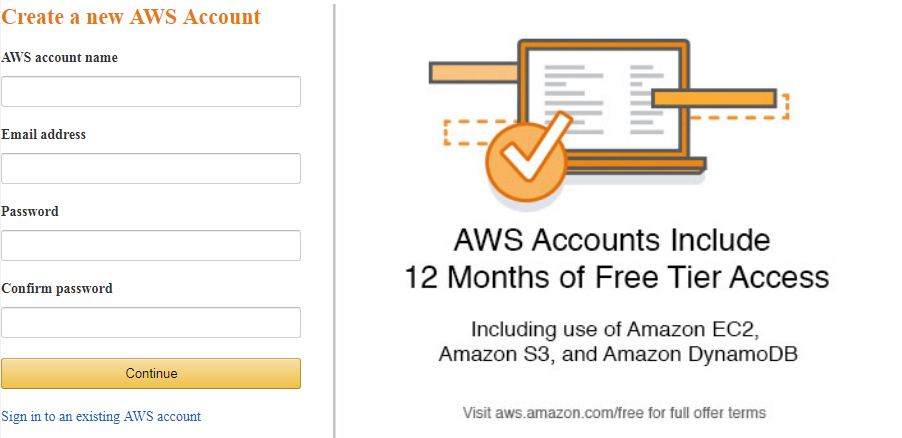 Create a new AWS Account
AWS account name
Email address
Password
Confirm password
Continue
Sign in to an existing AWS account
AWS Accounts Include
12 Months of Free Tier Access
Including use of Amazon EC2,
Amazon S3, and Amazon DynamoDB
Visit aws.amazon.com/free for full offer terms